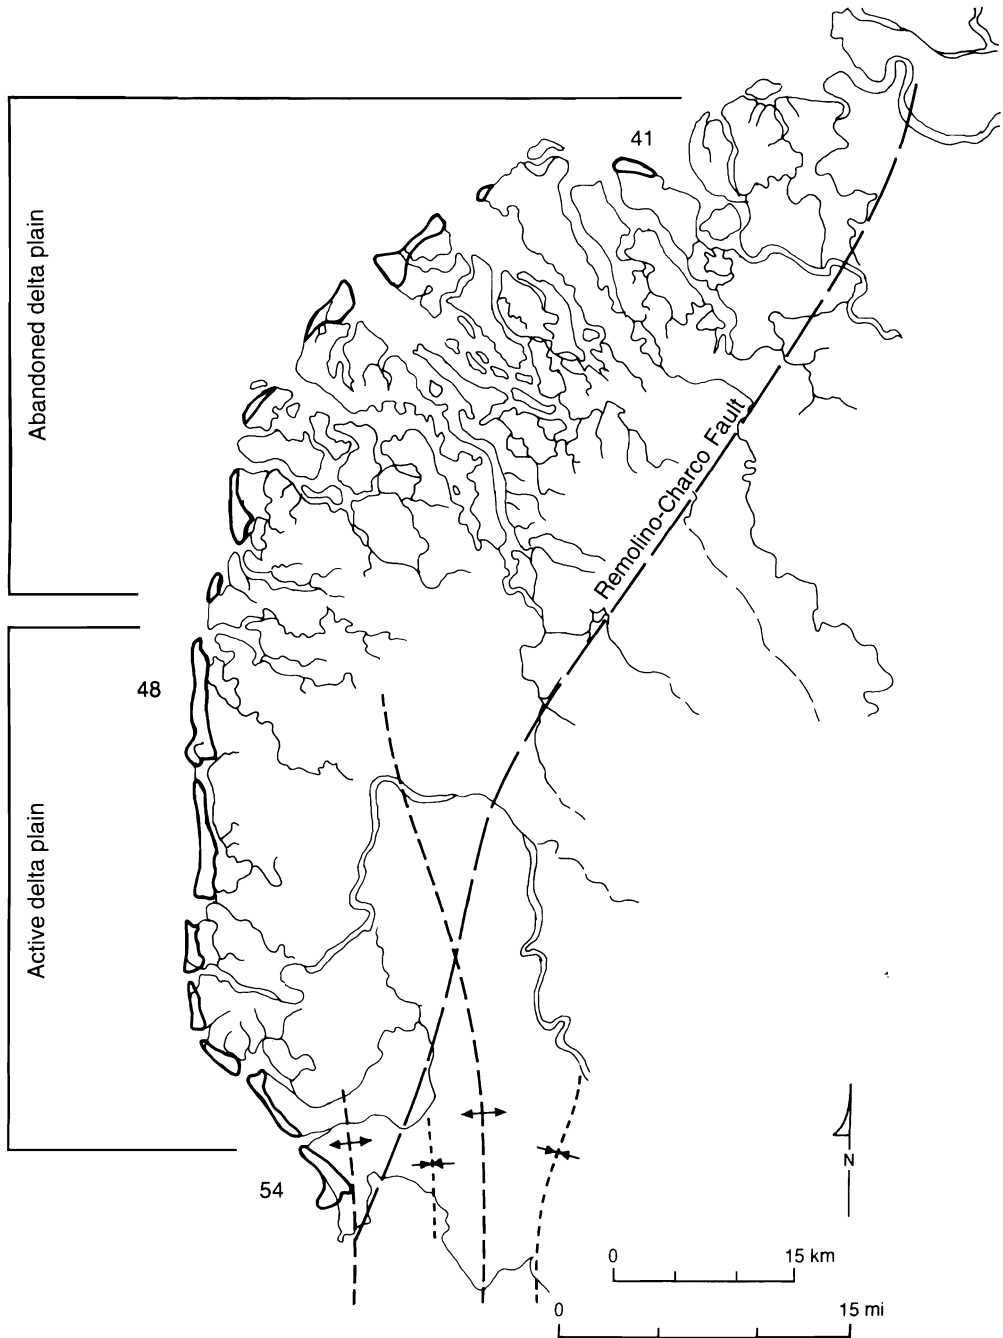 41
Abandoned delta plain
Remolino-Charco Fault
48
Active delta plain
54
N
0 15 km
0 15 mi